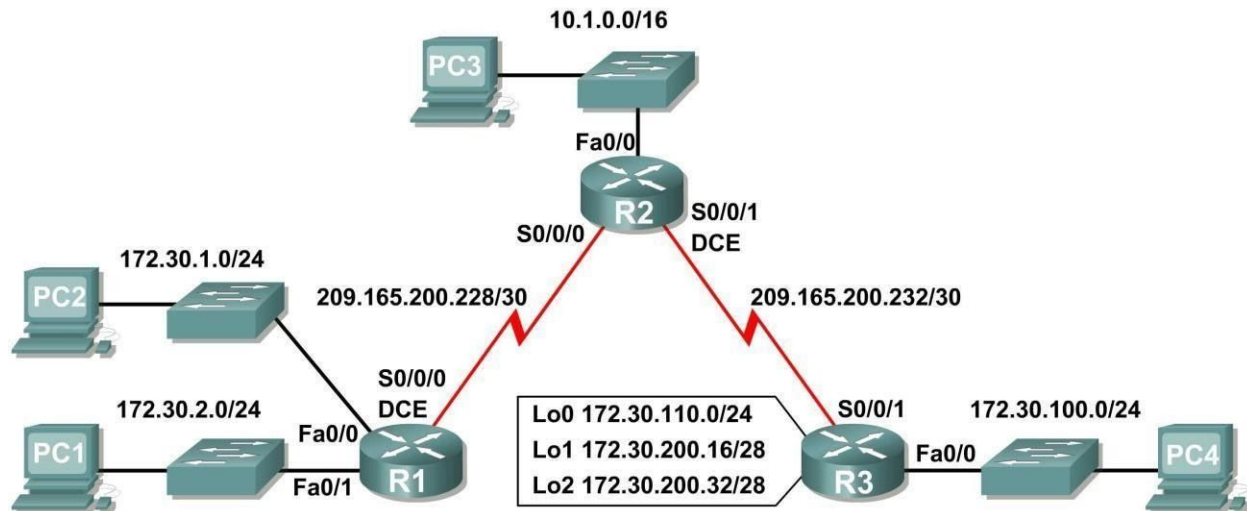 10.1.0.0/16
PC3
Fa0/0
R2
S0/0/0
S0/0/1
DCE
172.30.1.0/24
PC2
209.165.200.228/30
209.165.200.232/30
S0/0/0
DCE
172.30.2.0/24
PC1
Fa0/0
Fa0/1
R1
Lo0 172.30.110.0/24
Lo1 172.30.200.16/28
Lo2 172.30.200.32/28
S0/0/1
R3
Fa0/0
172.30.100.0/24
PC4